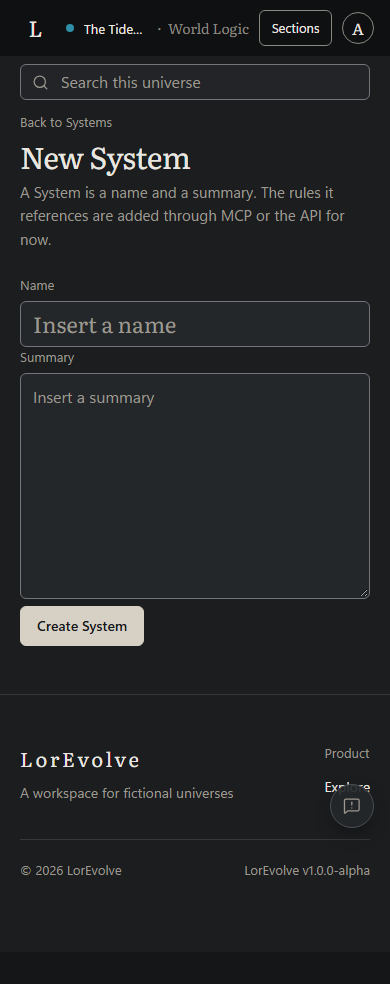 L
The Tide...
· World Logic
Sections
A
Search this universe
Back to Systems
New System
A System is a name and a summary. The rules it
references are added through MCP or the API for
now.
Name
Insert a name
Summary
Insert a summary
Create System
LorEvolve
Product
A workspace for fictional universes
Explore
© 2026 LorEvolve
LorEvolve v1.0.0-alpha